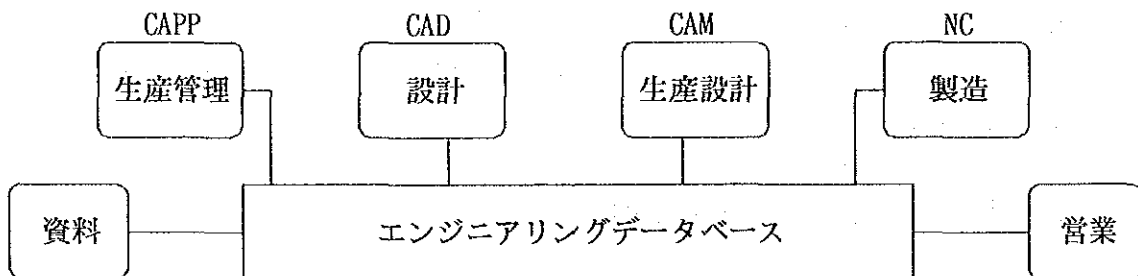 CAPP CAD CAM NC
生産管理 設計 生産設計 製造
資料 エンジニアリングデータベース 営業